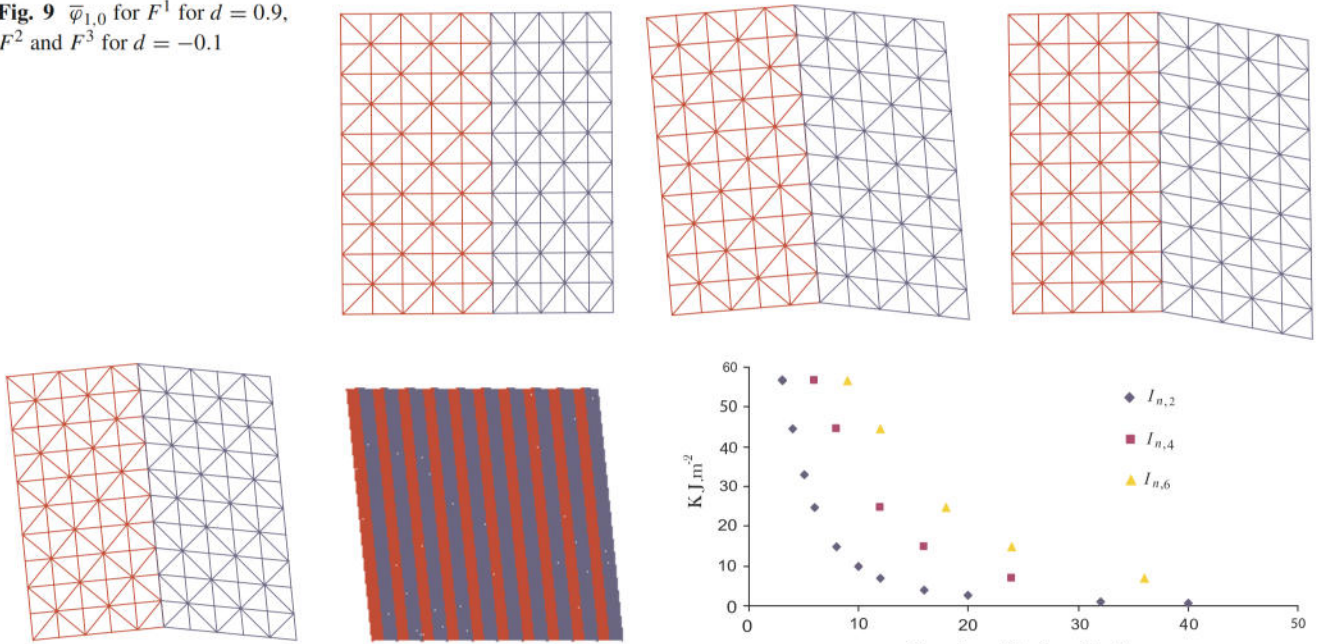 Fig. 9 φ̅₁,₀ for F¹ for d = 0.9,
F² and F³ for d = −0.1
60
50
40
30
20
10
0
KJ.m⁻²
0 10 20 30 40 50
Iₙ,₂
Iₙ,₄
Iₙ,₆